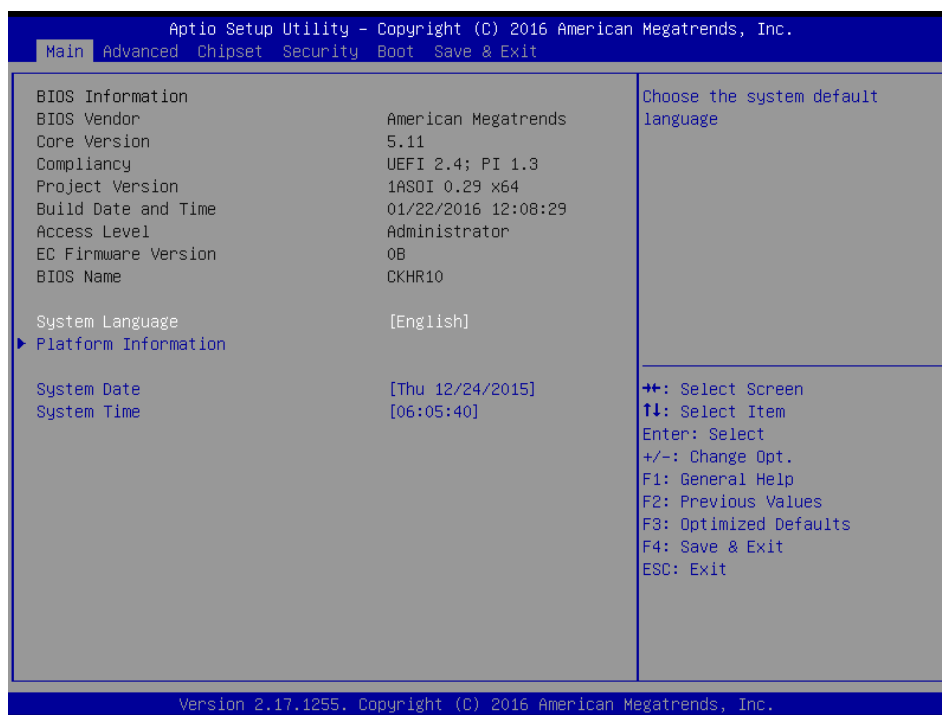 Aptio Setup Utility – Copyright (C) 2016 American Megatrends, Inc.
Main Advanced Chipset Security Boot Save & Exit
BIOS Information
BIOS Vendor American Megatrends
Core Version 5.11
Compliancy UEFI 2.4; PI 1.3
Project Version 1ASOI 0.29 x64
Build Date and Time 01/22/2016 12:08:29
Access Level Administrator
EC Firmware Version 0B
BIOS Name CKHR10
System Language [English]
Platform Information
System Date [Thu 12/24/2015]
System Time [06:05:40]
Choose the system default
language
→←: Select Screen
↑↓: Select Item
Enter: Select
+/-: Change Opt.
F1: General Help
F2: Previous Values
F3: Optimized Defaults
F4: Save & Exit
ESC: Exit
Version 2.17.1255. Copyright (C) 2016 American Megatrends, Inc.